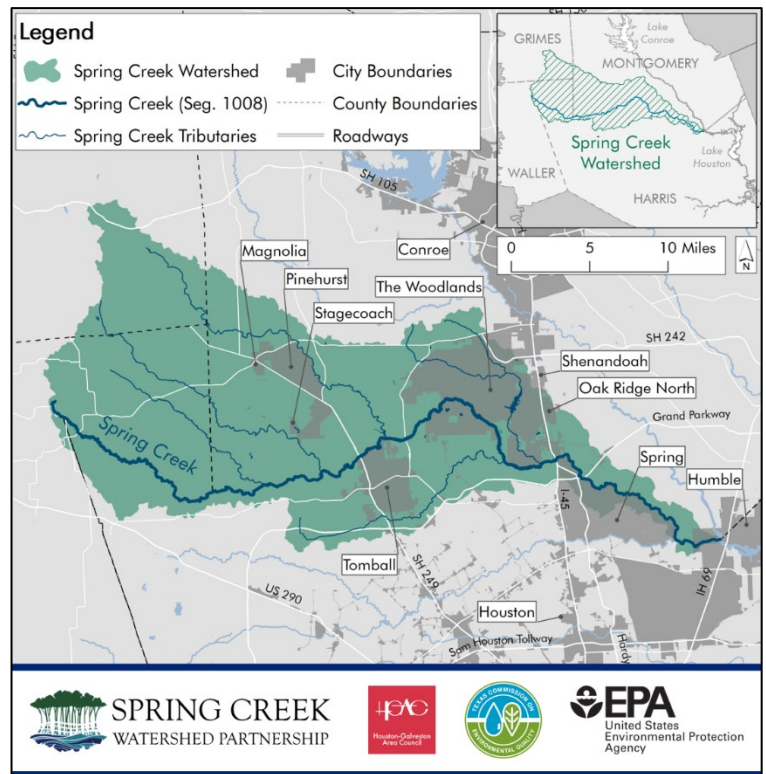 Legend
Spring Creek Watershed
Spring Creek (Seg. 1008)
Spring Creek Tributaries
City Boundaries
County Boundaries
Roadways
GRIMES
Lake
Conroe
MONTGOMERY
Spring Creek
Watershed
Lake
Houston
WALLER
HARRIS
0 5 10 Miles
N
SH 105
Conroe
Magnolia
Pinehurst
The Woodlands
Stagecoach
SH 242
Shenandoah
Oak Ridge North
Grand Parkway
Spring Creek
Spring
Humble
I-45
IH 69
Tomball
SH 249
US 290
Houston
Sam Houston Tollway
Hardy
SPRING CREEK
WATERSHED PARTNERSHIP
HGAC
Houston-Galveston
Area Council
TEXAS COMMISSION ON
ENVIRONMENTAL QUALITY
EPA
United States
Environmental Protection
Agency